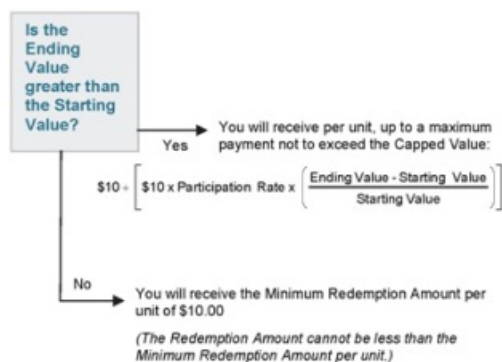 Is the
Ending
Value
greater than
the Starting
Value?
Yes
You will receive per unit, up to a maximum
payment not to exceed the Capped Value:
$10 + [ $10 x Participation Rate x ( Ending Value - Starting Value
Starting Value ) ]
No
You will receive the Minimum Redemption Amount per
unit of $10.00
(The Redemption Amount cannot be less than the
Minimum Redemption Amount per unit.)